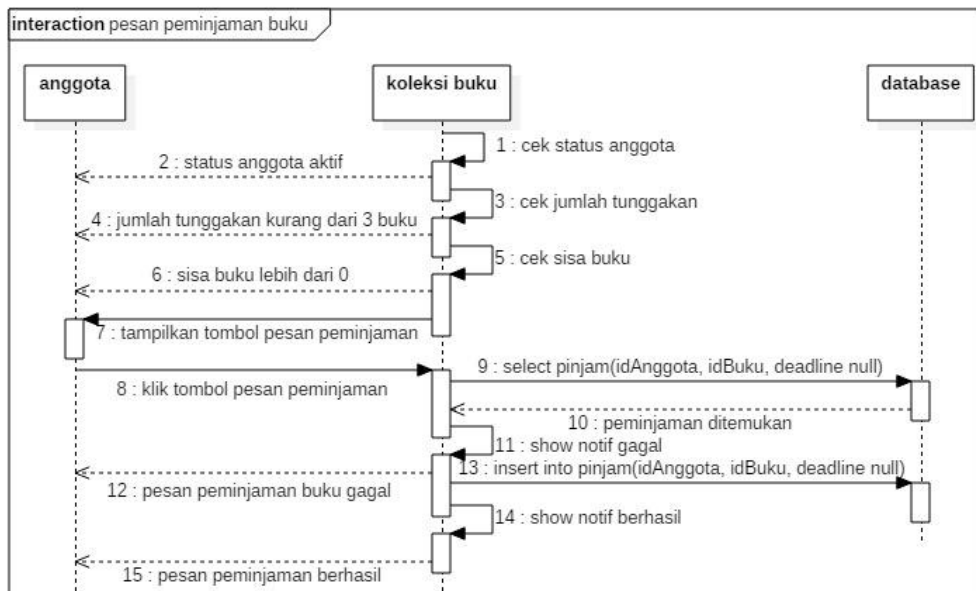 interaction pesan peminjaman buku
anggota
koleksi buku
database
1 : cek status anggota
2 : status anggota aktif
3 : cek jumlah tunggakan
4 : jumlah tunggakan kurang dari 3 buku
5 : cek sisa buku
6 : sisa buku lebih dari 0
7 : tampilkan tombol pesan peminjaman
8 : klik tombol pesan peminjaman
9 : select pinjam(idAnggota, idBuku, deadline null)
10 : peminjaman ditemukan
11 : show notif gagal
12 : pesan peminjaman buku gagal
13 : insert into pinjam(idAnggota, idBuku, deadline null)
14 : show notif berhasil
15 : pesan peminjaman berhasil